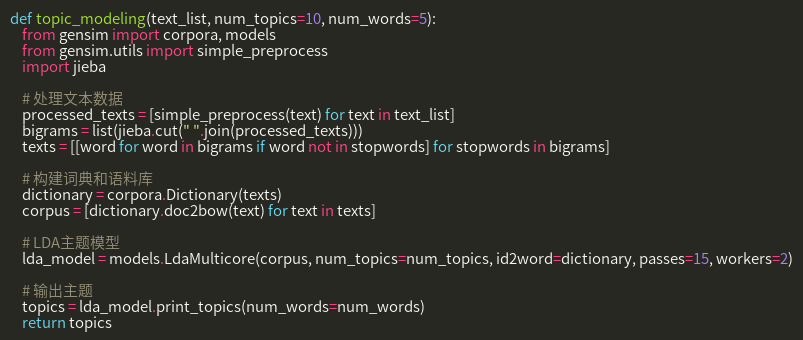 def topic_modeling(text_list, num_topics=10, num_words=5):
from gensim import corpora, models
from gensim.utils import simple_preprocess
import jieba
# 处理文本数据
processed_texts = [simple_preprocess(text) for text in text_list]
bigrams = list(jieba.cut(" ".join(processed_texts)))
texts = [[word for word in bigrams if word not in stopwords] for stopwords in bigrams]
# 构建词典和语料库
dictionary = corpora.Dictionary(texts)
corpus = [dictionary.doc2bow(text) for text in texts]
# LDA主题模型
lda_model = models.LdaMulticore(corpus, num_topics=num_topics, id2word=dictionary, passes=15, workers=2)
# 输出主题
topics = lda_model.print_topics(num_words=num_words)
return topics